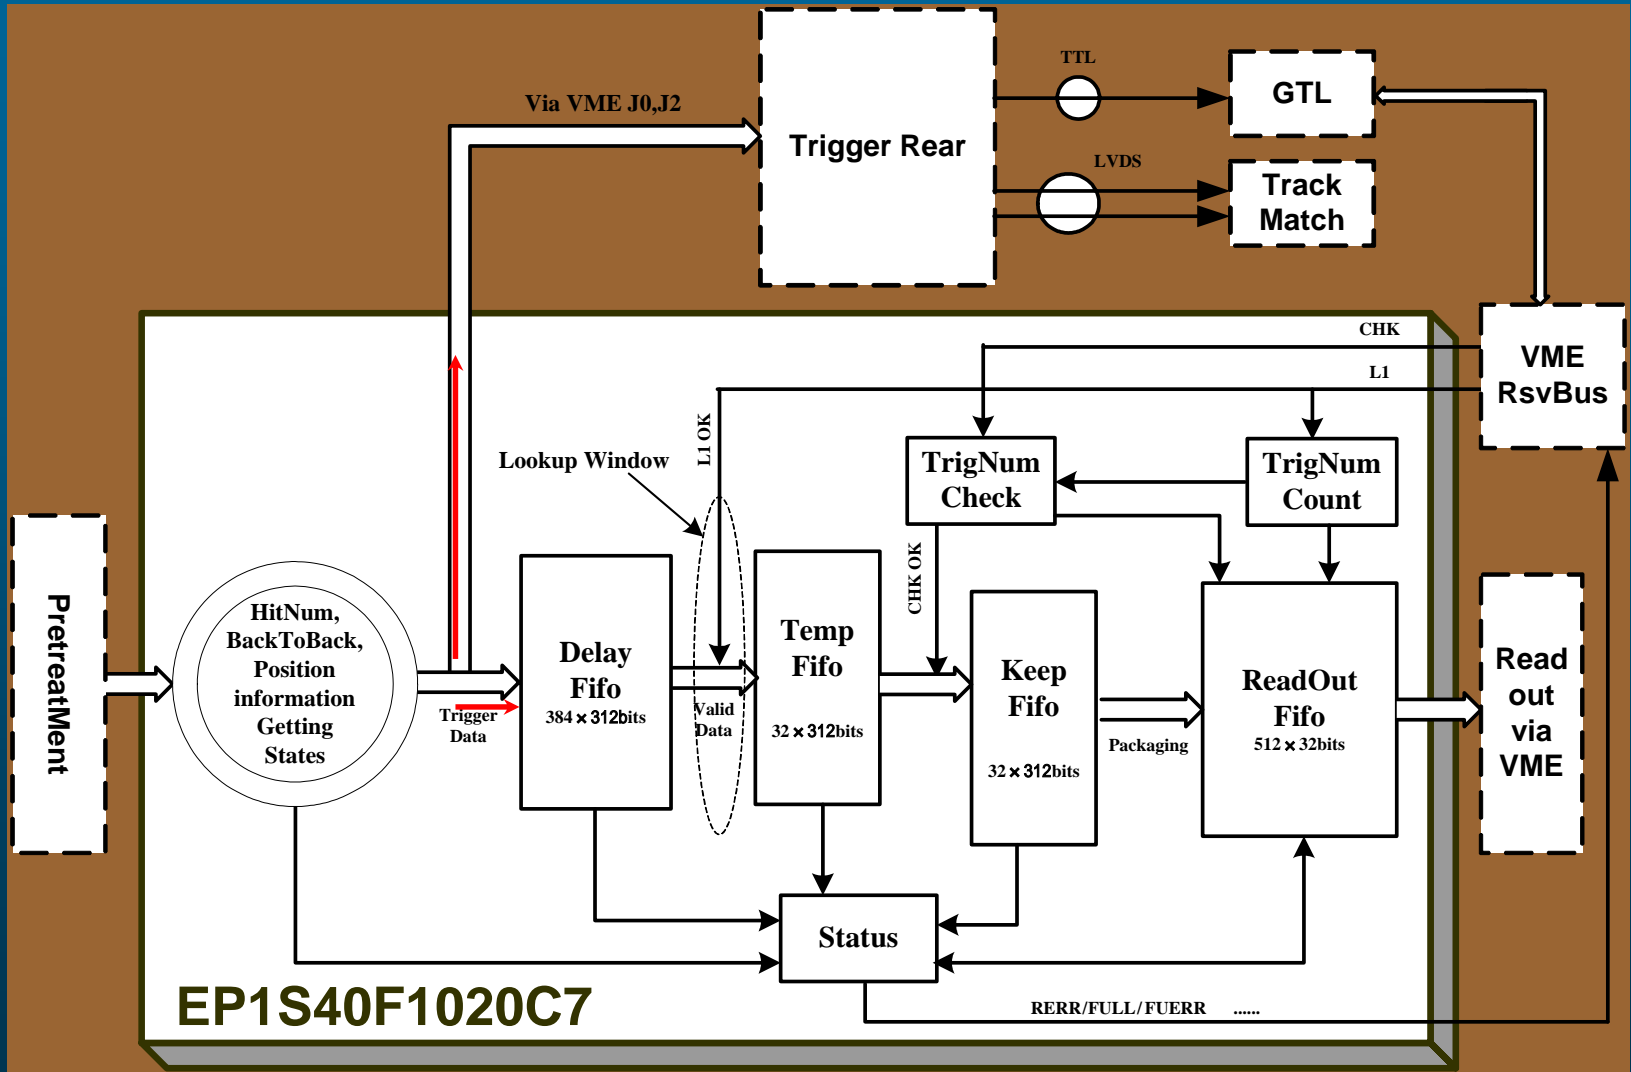 TTL
GTL
Via VME J0,J2
Trigger Rear
LVDS
Track
Match
CHK
VME
RsvBus
L1
L1 OK
Lookup Window
TrigNum
Check
TrigNum
Count
CHK OK
PretreatMent
HitNum,
BackToBack,
Position
information
Getting
States
Trigger
Data
Delay
Fifo
384×312bits
Valid
Data
Temp
Fifo
32×312bits
Keep
Fifo
32×312bits
Packaging
ReadOut
Fifo
512×32bits
Read
out
via
VME
Status
EP1S40F1020C7
RERR/FULL/FUERR ......